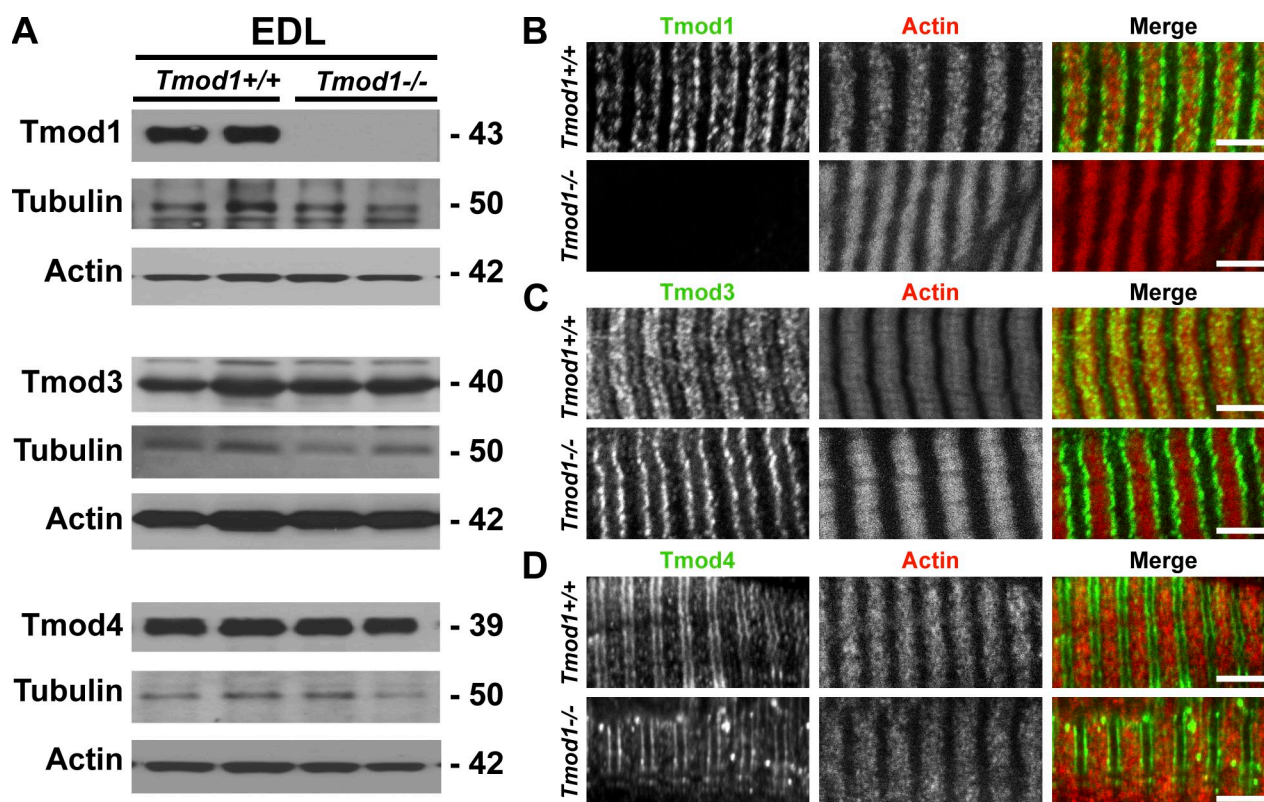 A
EDL
Tmod1+/+ Tmod1-/-
Tmod1 - 43
Tubulin - 50
Actin - 42
Tmod3 - 40
Tubulin - 50
Actin - 42
Tmod4 - 39
Tubulin - 50
Actin - 42
B
Tmod1 Actin Merge
Tmod1+/+
Tmod1-/-
C
Tmod3 Actin Merge
Tmod1+/+
Tmod1-/-
D
Tmod4 Actin Merge
Tmod1+/+
Tmod1-/-